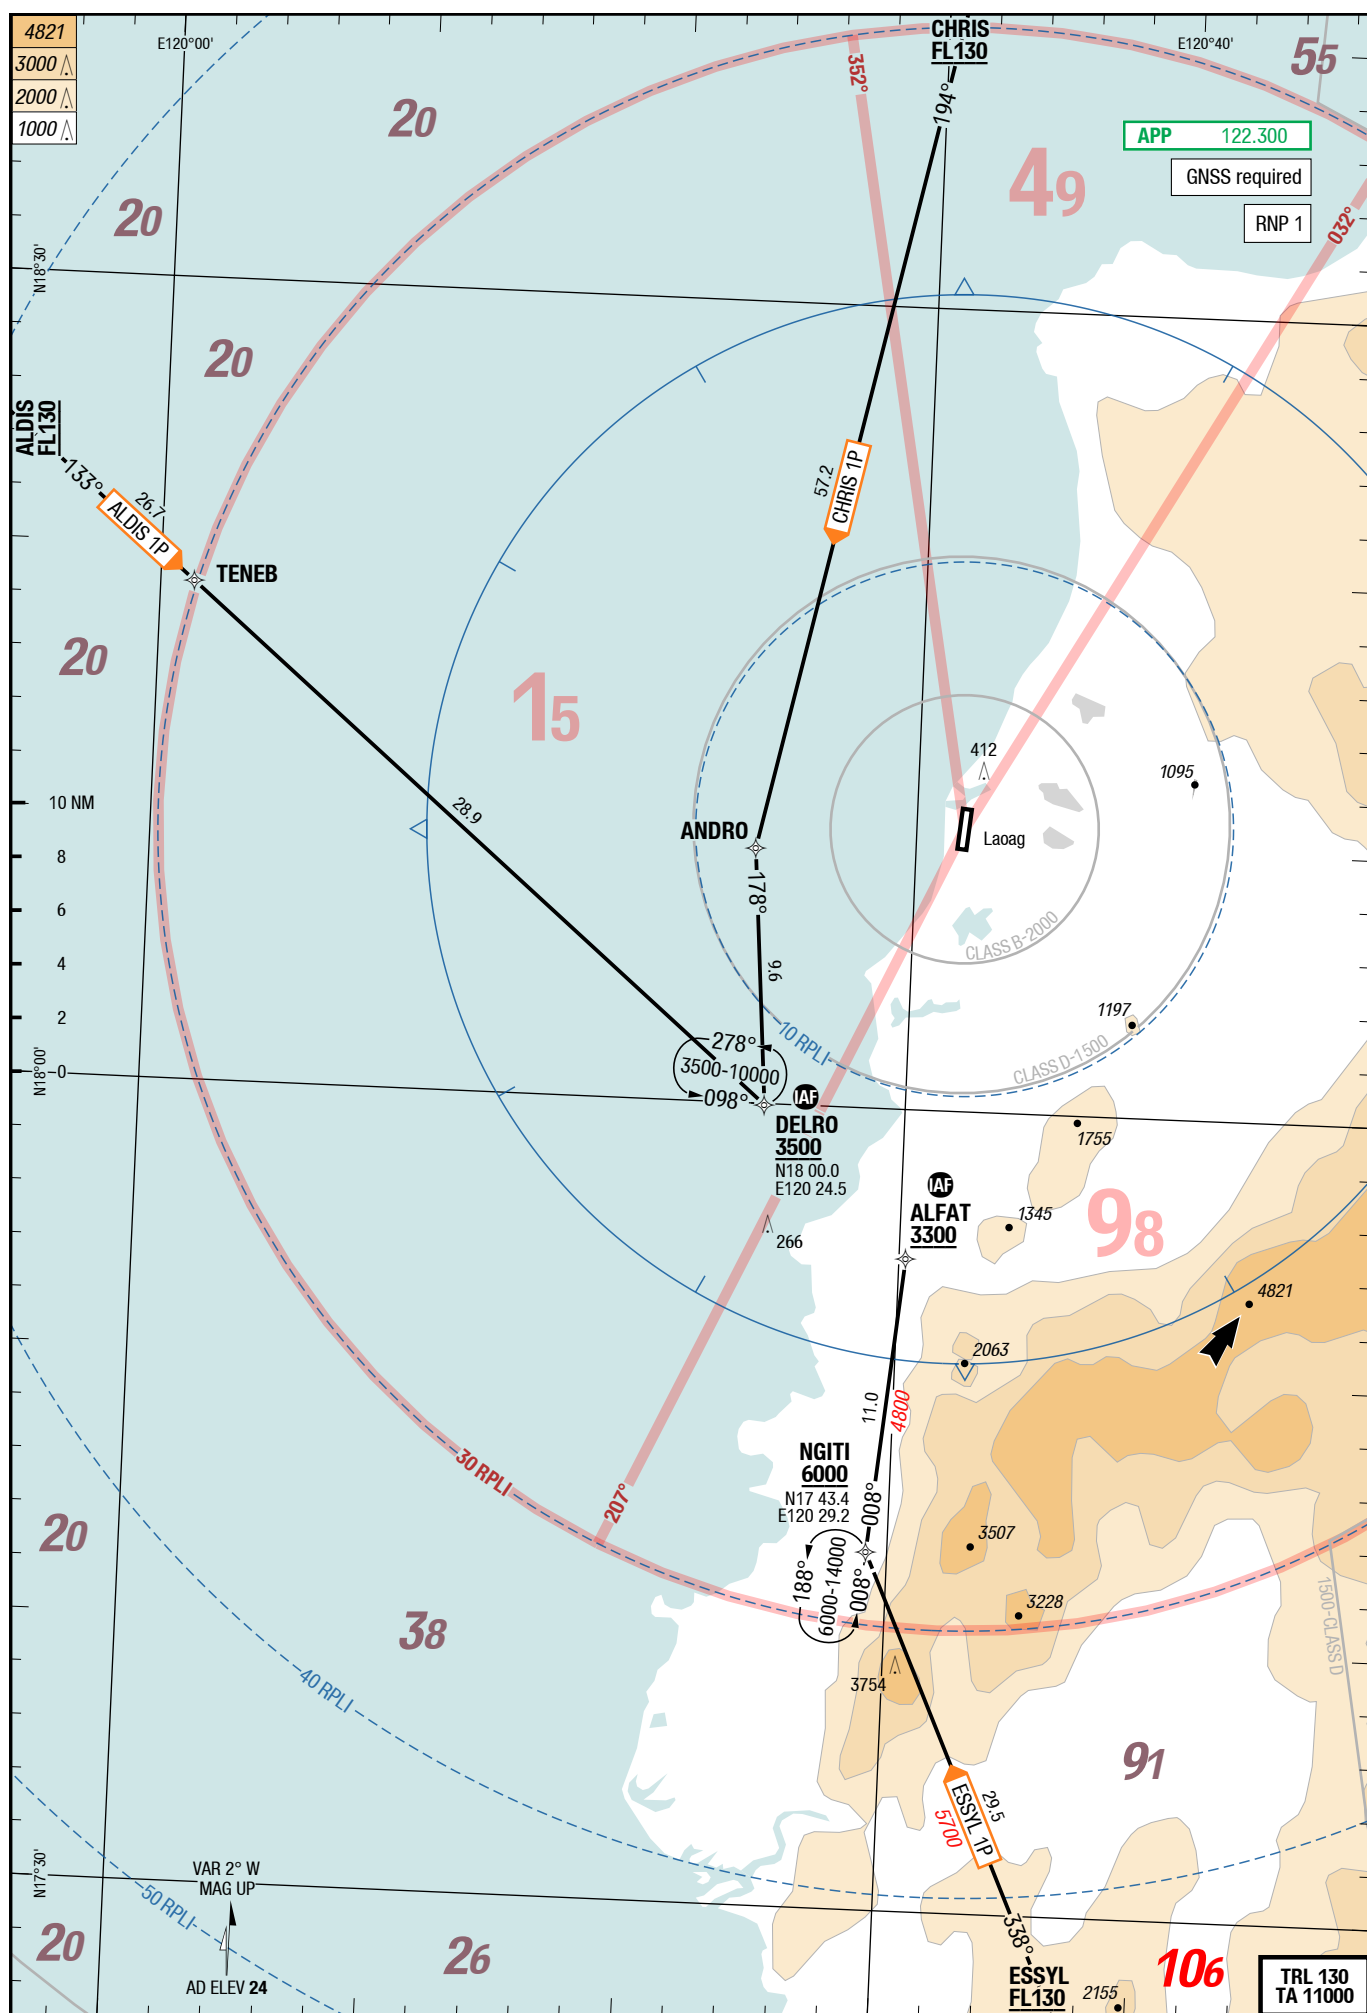 4821
3000
2000
1000
E120°00'
CHRIS
FL130
E120°40'
55
352°
194°
20
49
APP 122.300
GNSS required
RNP 1
032°
20
N18°30'
20
ALDIS
FL130
133°
26.7
ALDIS 1P
57.2
CHRIS 1P
TENEB
20
15
412
1095
10 NM
28.9
ANDRO
Laoag
8
178°
6
CLASS B-2000
4
9.6
2
1197
10 RPLI
278°
CLASS D-1500
N18°00'
0
3500-10000
098°
IAF
DELRO
3500
N18 00.0
E120 24.5
1755
IAF
ALFAT
3300
1345
98
266
4821
2063
11.0
4800
NGITI
6000
N17 43.4
E120 29.2
30 RPLI
207°
008°
20
3507
188°
6000-14000
008°
3228
1500-CLASS D
38
3754
40 RPLI
91
29.5
ESSYL 1P
5700
N17°30'
VAR 2° W
MAG UP
50 RPLI
338°
20
26
AD ELEV 24
ESSYL
FL130
2155
106
TRL 130
TA 11000